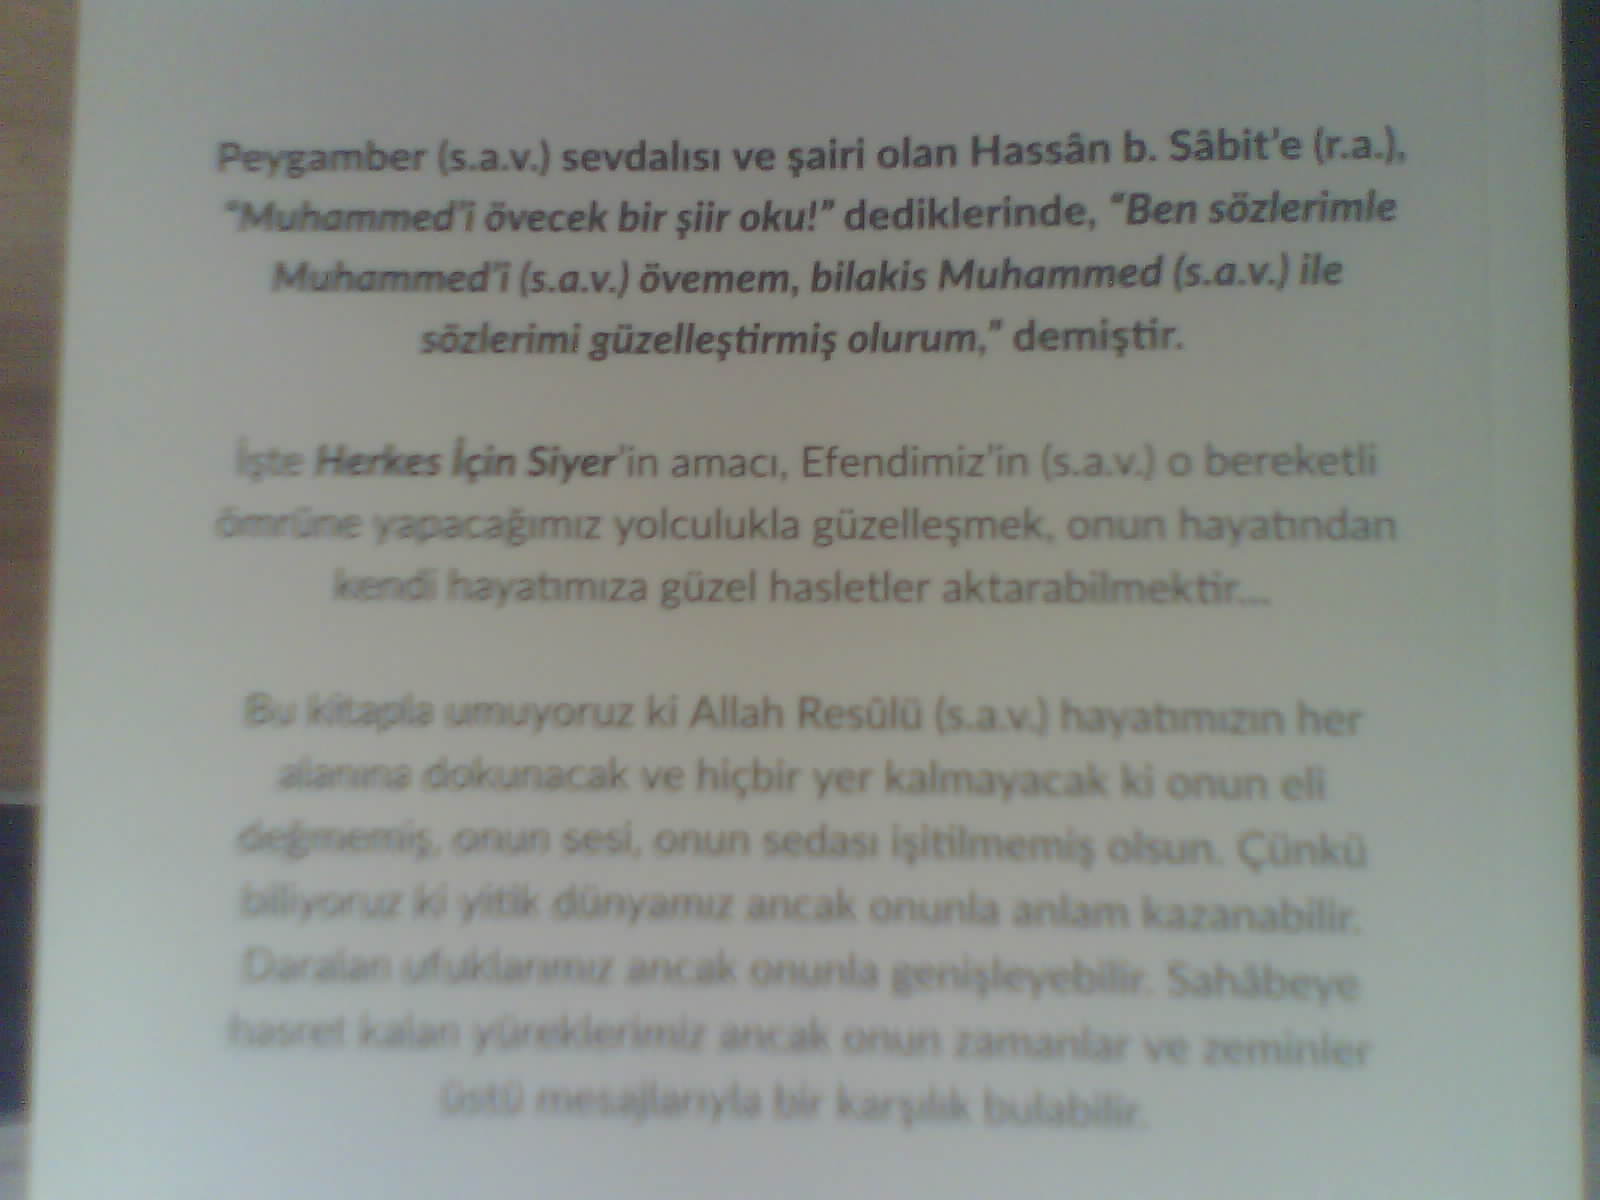 Peygamber (s.a.v.) sevdalısı ve şairi olan Hassân b. Sâbit'e (r.a.),
“Muhammed'i övecek bir şiir oku!” dediklerinde, “Ben sözlerimle
Muhammed'i (s.a.v.) övemem, bilakis Muhammed (s.a.v.) ile
sözlerimi güzelleştirmiş olurum,” demiştir.
İşte Herkes İçin Siyer'in amacı, Efendimiz'in (s.a.v.) o bereketli
ömrüne yapacağımız yolculukla güzelleşmek, onun hayatından
kendi hayatımıza güzel hasletler aktarabilmektir...
Bu kitapla umuyoruz ki Allah Resûlü (s.a.v.) hayatımızın her
alanına dokunacak ve hiçbir yer kalmayacak ki onun eli
değmemiş, onun sesi, onun sedası işitilmemiş olsun. Çünkü
biliyoruz ki yitik dünyamız ancak onunla anlam kazanabilir.
Daralan ufuklarımız ancak onunla genişleyebilir. Sahâbeye
hasret kalan yüreklerimiz ancak onun zamanlar ve zeminler
üstü mesajlarıyla bir karşılık bulabilir.